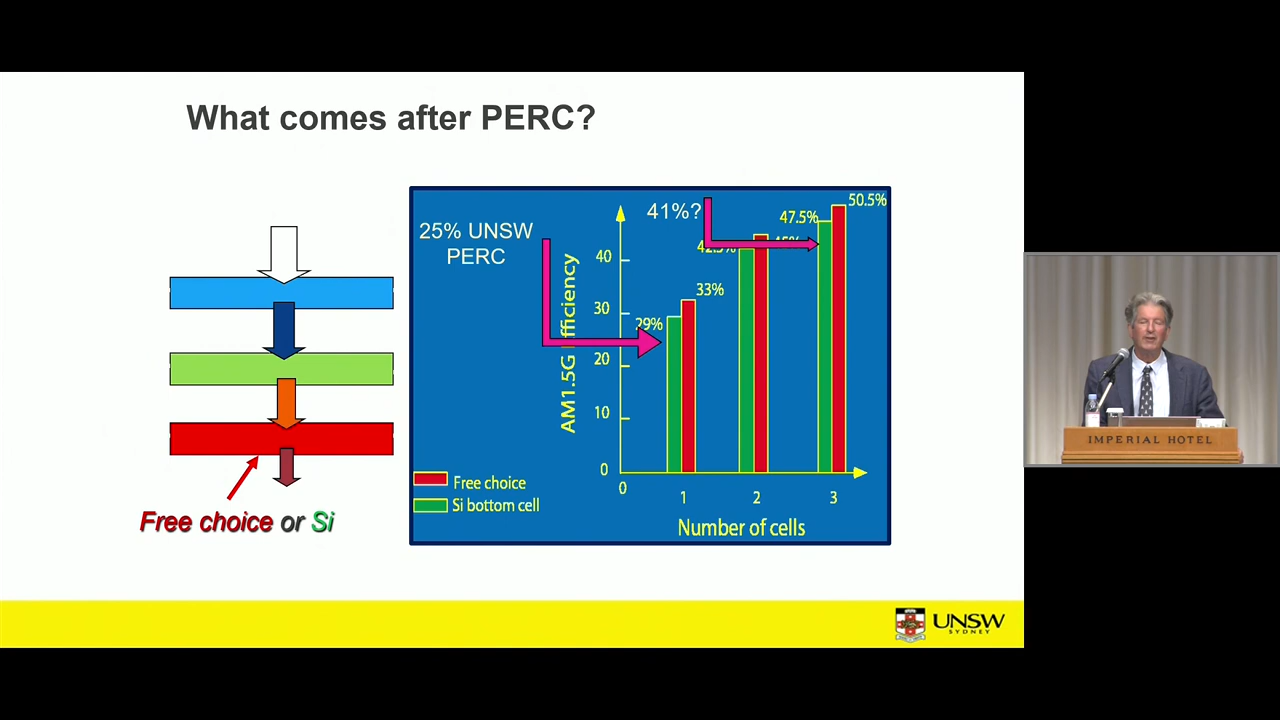 What comes after PERC?
25% UNSW
PERC
41%?
47.5%
50.5%
42.5%
45%
40
33%
30
29%
20
10
0
AM1.5G Efficiency
0
1
2
3
Number of cells
Free choice
Si bottom cell
Free choice or Si
UNSW
SYDNEY
IMPERIAL HOTEL